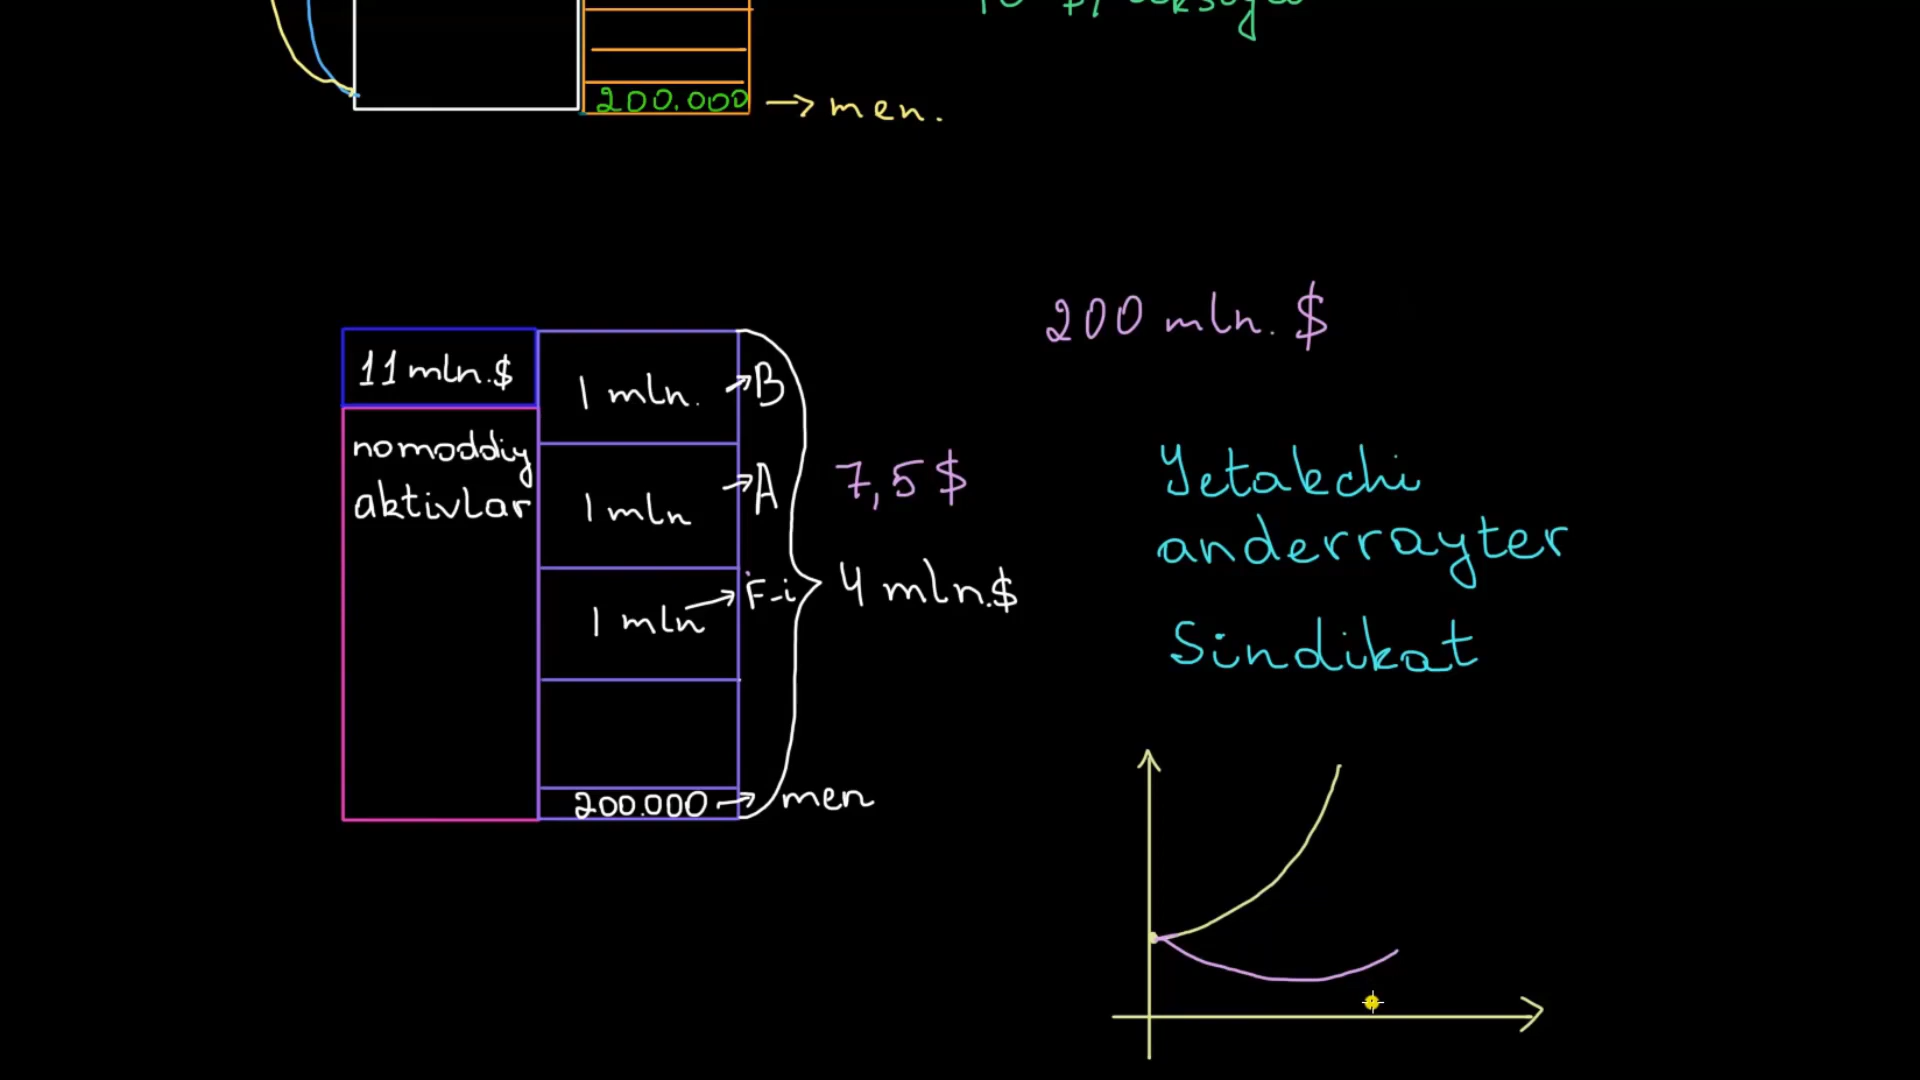 200.000 → men.
200 mln. $
11 mln. $
nomoddiy
aktivlar
1 mln. → B
1 mln → A
1 mln → F-i
200.000 → men
7,5 $
4 mln. $
Yetakchi
anderrayter
Sindikat